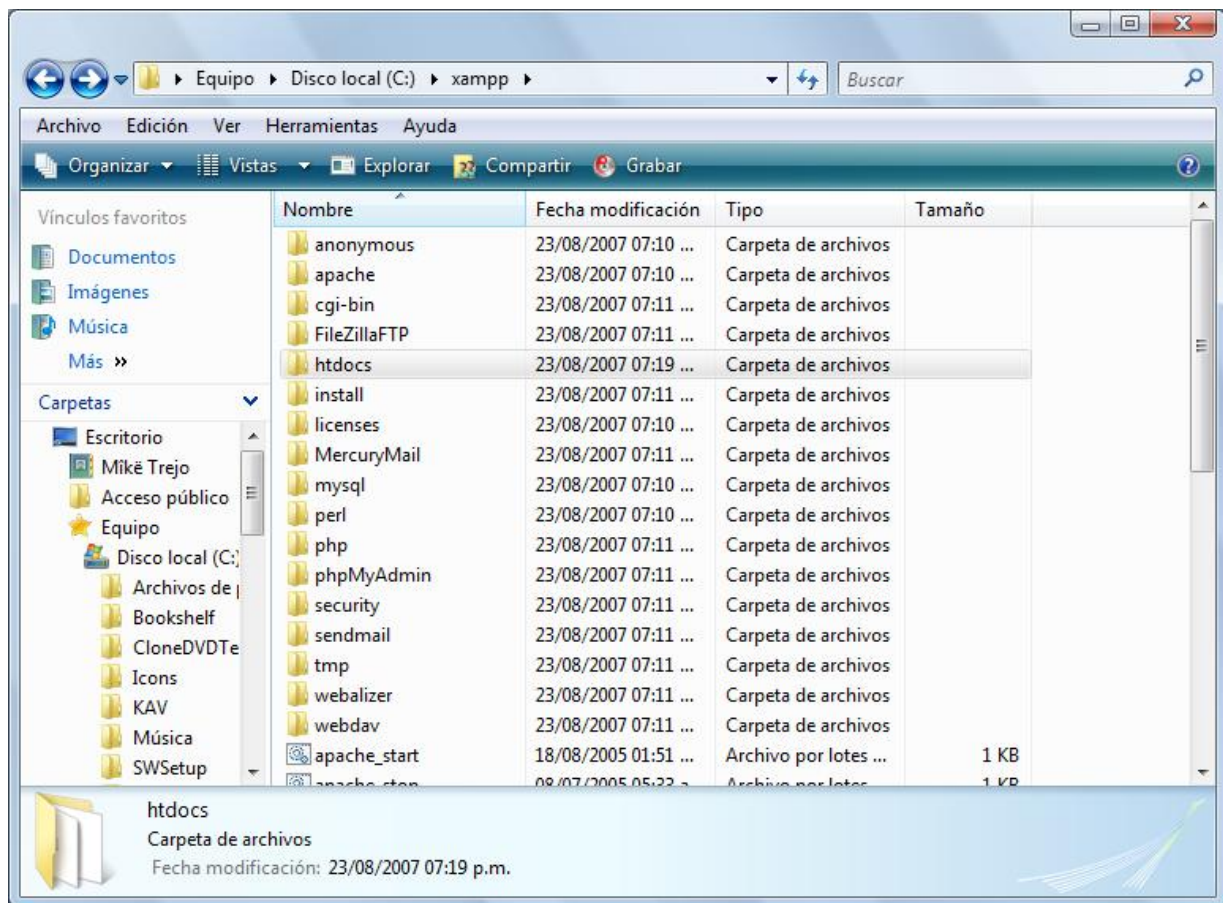 Equipo Disco local (C:) xampp Buscar
Archivo Edición Ver Herramientas Ayuda
Organizar Vistas Explorar Compartir Grabar
Vínculos favoritos
Documentos
Imágenes
Música
Más »
Carpetas
Escritorio
Mïkë Trejo
Acceso público
Equipo
Disco local (C:)
Archivos de
Bookshelf
CloneDVDTe
Icons
KAV
Música
SWSetup
Nombre Fecha modificación Tipo Tamaño
anonymous 23/08/2007 07:10 ... Carpeta de archivos
apache 23/08/2007 07:10 ... Carpeta de archivos
cgi-bin 23/08/2007 07:11 ... Carpeta de archivos
FileZillaFTP 23/08/2007 07:11 ... Carpeta de archivos
htdocs 23/08/2007 07:19 ... Carpeta de archivos
install 23/08/2007 07:11 ... Carpeta de archivos
licenses 23/08/2007 07:10 ... Carpeta de archivos
MercuryMail 23/08/2007 07:11 ... Carpeta de archivos
mysql 23/08/2007 07:10 ... Carpeta de archivos
perl 23/08/2007 07:10 ... Carpeta de archivos
php 23/08/2007 07:11 ... Carpeta de archivos
phpMyAdmin 23/08/2007 07:11 ... Carpeta de archivos
security 23/08/2007 07:11 ... Carpeta de archivos
sendmail 23/08/2007 07:11 ... Carpeta de archivos
tmp 23/08/2007 07:11 ... Carpeta de archivos
webalizer 23/08/2007 07:11 ... Carpeta de archivos
webdav 23/08/2007 07:11 ... Carpeta de archivos
apache_start 18/08/2005 01:51 ... Archivo por lotes ... 1 KB
htdocs
Carpeta de archivos
Fecha modificación: 23/08/2007 07:19 p.m.